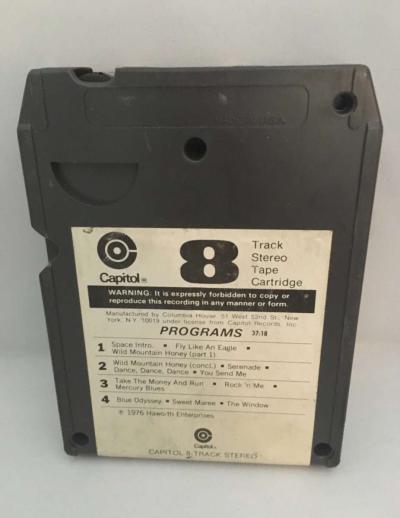 MADE IN U.S.A.
Capitol®
8 Track
Stereo
Tape
Cartridge
WARNING: It is expressly forbidden to copy or
reproduce this recording in any manner or form.
Manufactured by Columbia House 51 West 52nd St., New
York, N.Y. 10019 under license from Capitol Records, Inc
PROGRAMS 37:18
1 Space Intro. ▪ Fly Like An Eagle ▪
Wild Mountain Honey (part 1)
2 Wild Mountain Honey (concl.) ▪ Serenade ▪
Dance, Dance, Dance ▪ You Send Me
3 Take The Money And Run ▪ Rock 'n Me ▪
Mercury Blues
4 Blue Odyssey ▪ Sweet Maree ▪ The Window
℗ 1976 Haworth Enterprises
Capitol®
CAPITOL 8-TRACK STEREO